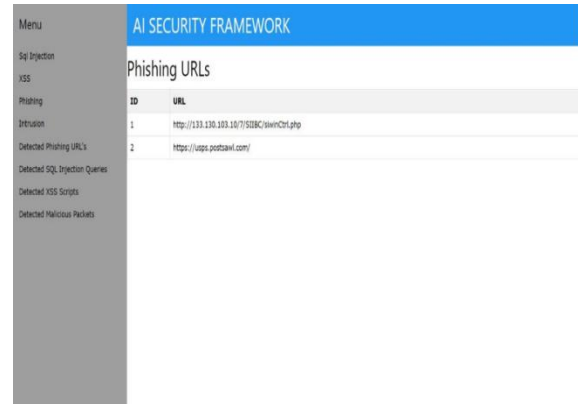 Menu
Sql Injection
XSS
Phishing
Intrusion
Detected Phishing URL's
Detected SQL Injection Queries
Detected XSS Scripts
Detected Malicious Packets
AI SECURITY FRAMEWORK
Phishing URLs
ID URL
1 http://133.130.103.10/7/SIIBC/siwinCtrl.php
2 https://usps.postsawl.com/